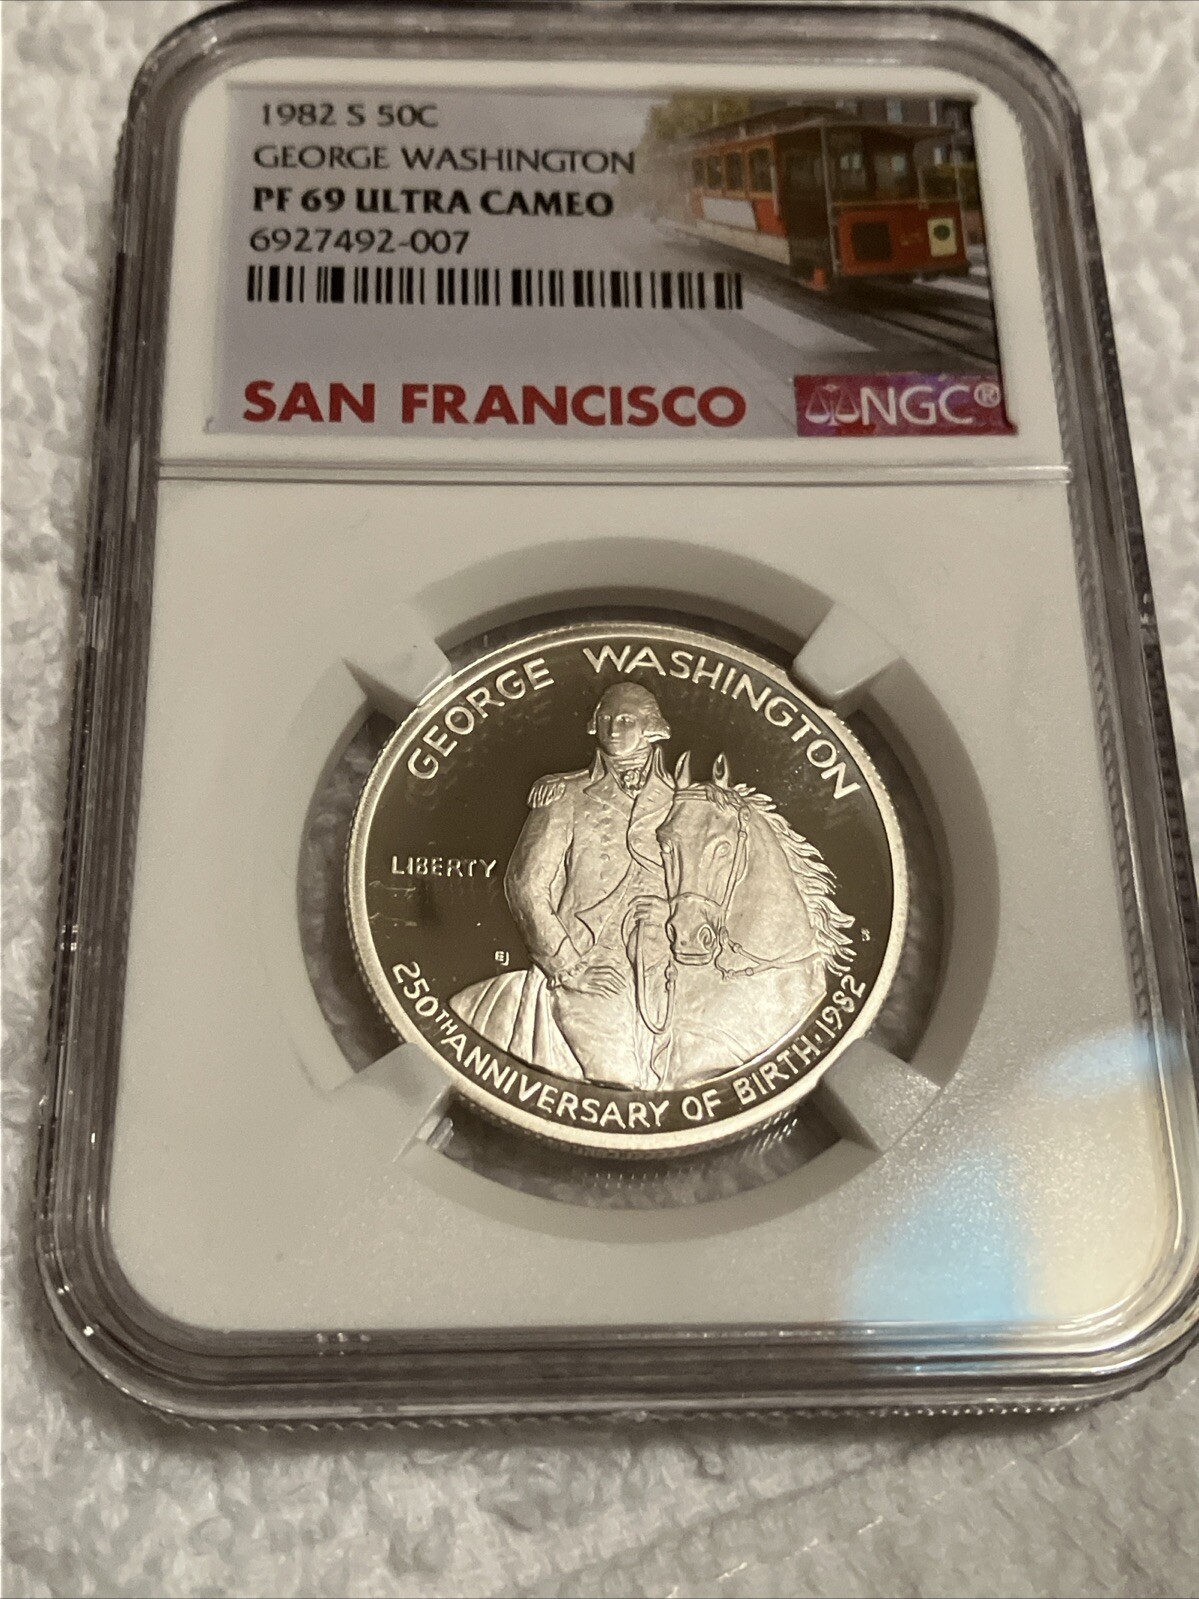 1982 S 50C
GEORGE WASHINGTON
PF 69 ULTRA CAMEO
6927492-007
SAN FRANCISCO
NGC®
GEORGE WASHINGTON
LIBERTY
EJ
S
250TH ANNIVERSARY OF BIRTH·1982